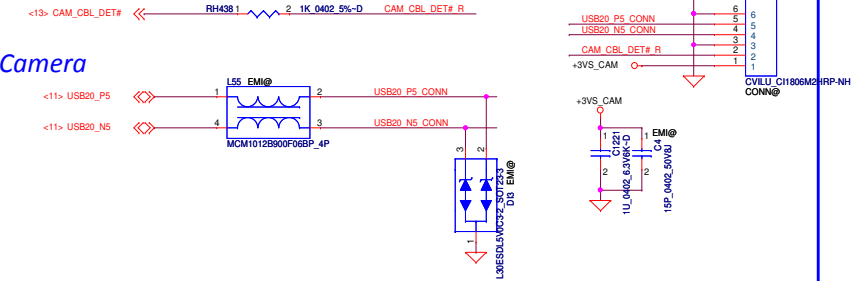 <13> CAM_CBL_DET#
RH438 1
2 1K_0402_5%~D
CAM_CBL_DET#_R
Camera
L55 EMI@
<11> USB20_P5
1
2
USB20_P5_CONN
<11> USB20_N5
4
3
USB20_N5_CONN
MCM1012B900F06BP_4P
3
2
1
L30ESDL5V0C3-2_SOT23-3
DI3 EMI@
6
6
USB20_P5_CONN
5
5
USB20_N5_CONN
4
4
3
3
CAM_CBL_DET#_R
2
2
+3VS_CAM
1
1
CVILU_CI1806M2HRP-NH
CONN@
+3VS_CAM
1
2
C1221
1U_0402_6.3V6K~D
1
2
EMI@
C4
15P_0402_50V8J